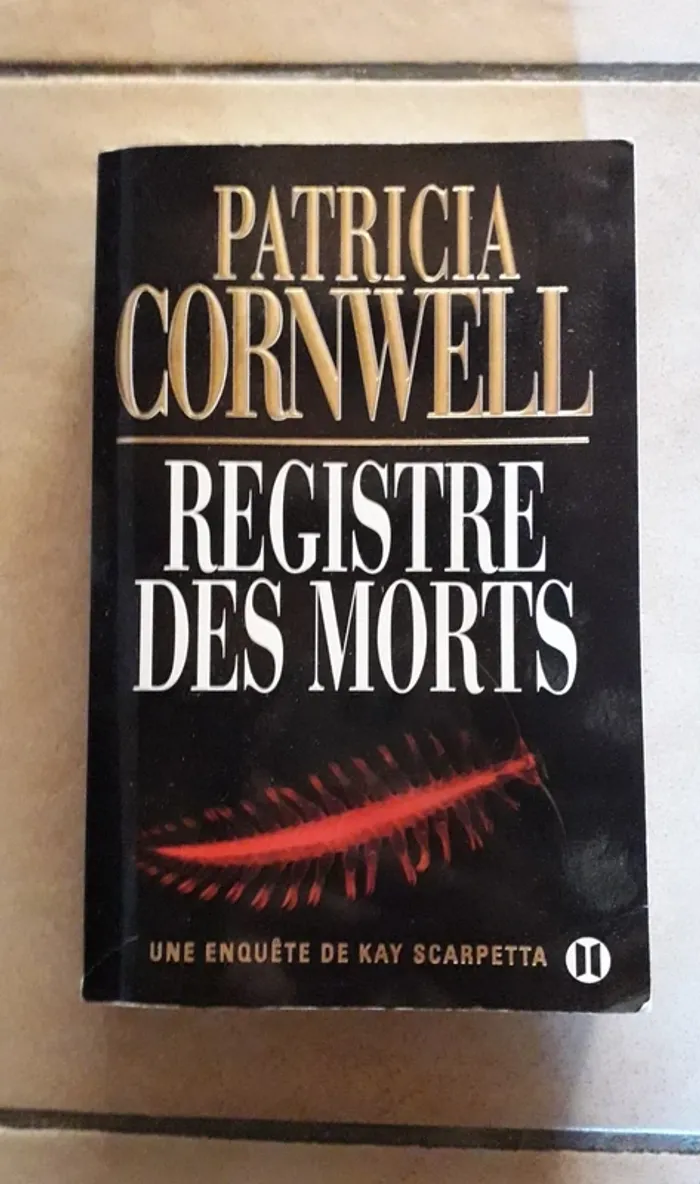 PATRICIA
CORNWELL
REGISTRE
DES MORTS
UNE ENQUÊTE DE KAY SCARPETTA